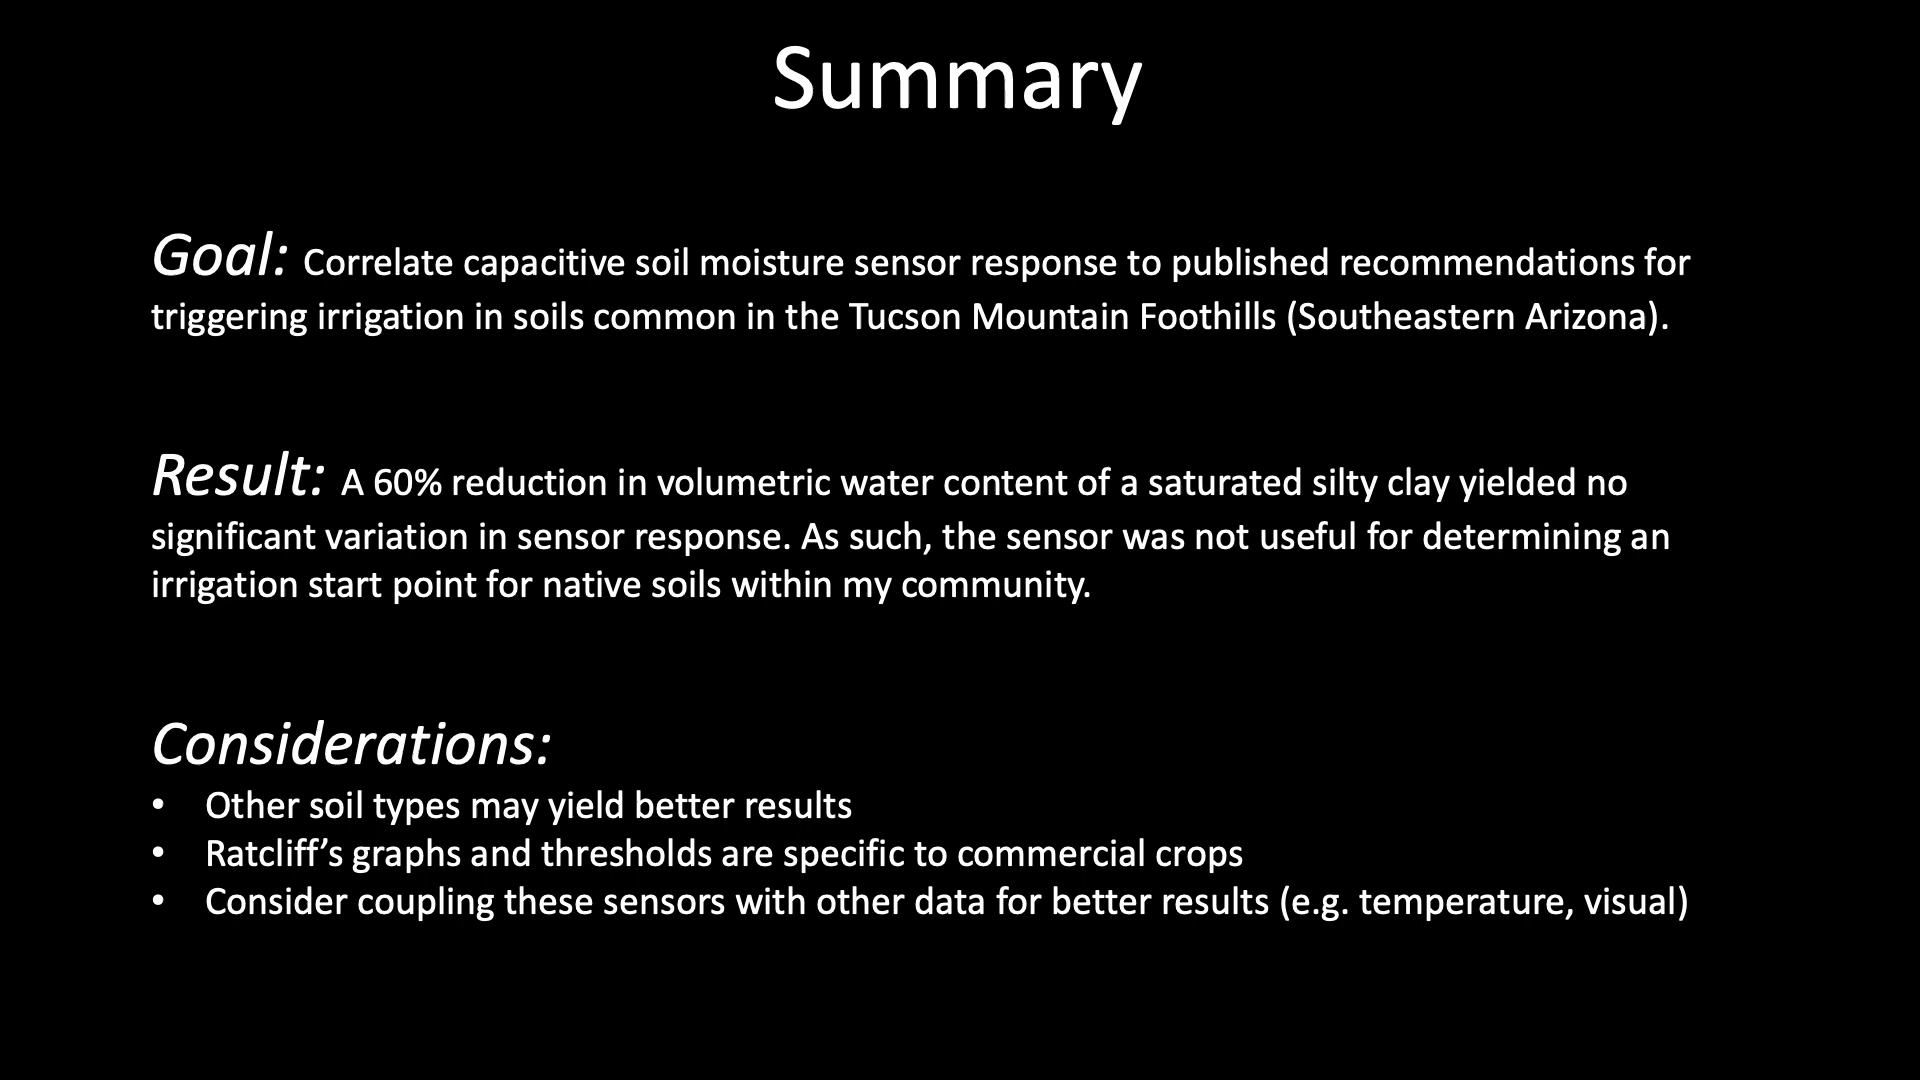 Summary
Goal: Correlate capacitive soil moisture sensor response to published recommendations for
triggering irrigation in soils common in the Tucson Mountain Foothills (Southeastern Arizona).
Result: A 60% reduction in volumetric water content of a saturated silty clay yielded no
significant variation in sensor response. As such, the sensor was not useful for determining an
irrigation start point for native soils within my community.
Considerations:
• Other soil types may yield better results
• Ratcliff’s graphs and thresholds are specific to commercial crops
• Consider coupling these sensors with other data for better results (e.g. temperature, visual)